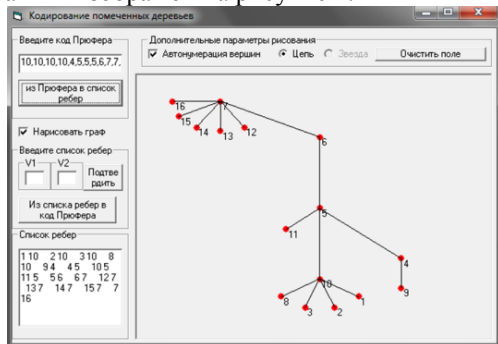 Кодирование помеченных деревьев
Введите код Прюфера
10,10,10,10,4,5,5,5,6,7,7,
из Прюфера в список
ребер
Нарисовать граф
Введите список ребер
V1 V2
Подтве
рдить
Из списка ребер в
код Прюфера
Список ребер
1 10 2 10 3 10 8
10 9 4 4 5 10 5
11 5 5 6 6 7 12 7
13 7 14 7 15 7 7
16
Дополнительные параметры рисования
Автонумерация вершин
Цепь
Звезда
Очистить поле
16
7
15
14
13
12
6
5
11
4
10
9
8
3
2
1